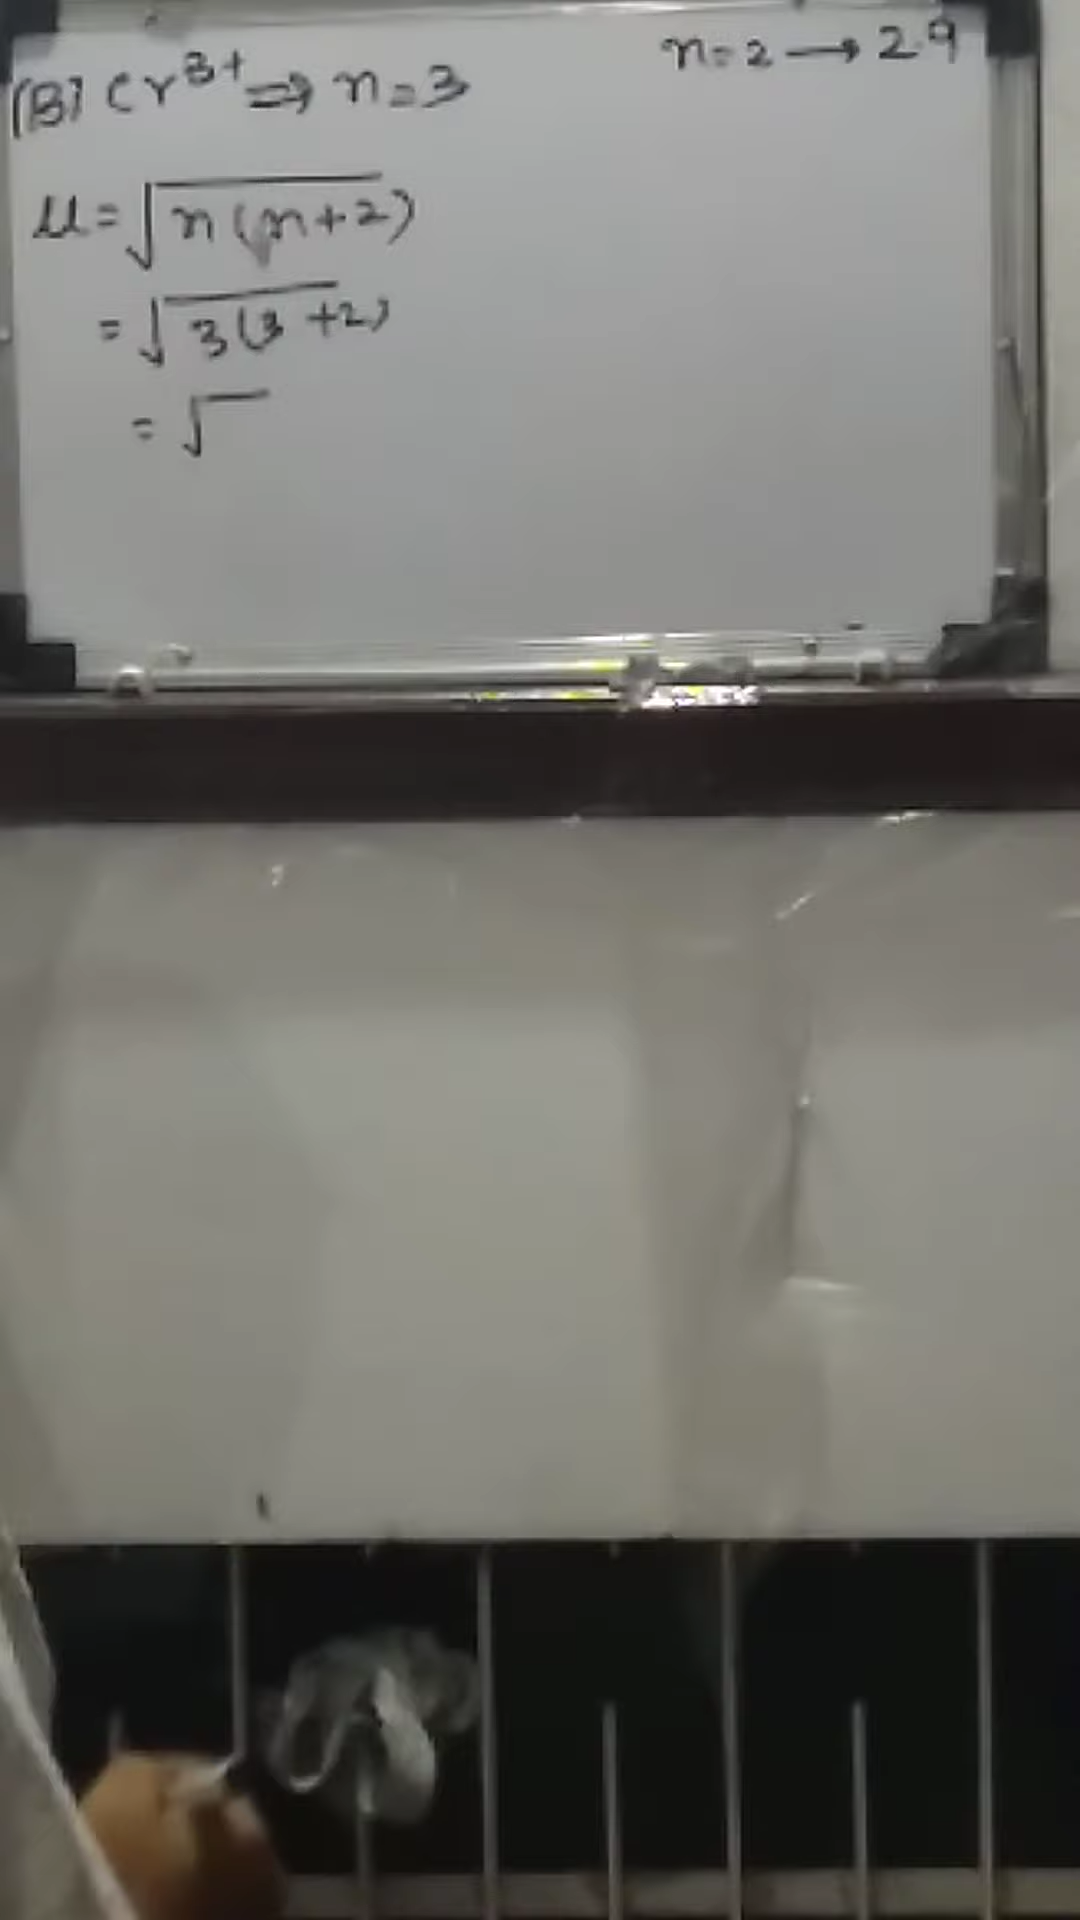 (B) Cr³⁺ ⇒ n=3
n=2 → 2.9
μ=√n(n+2)
=√3(3+2)
=√